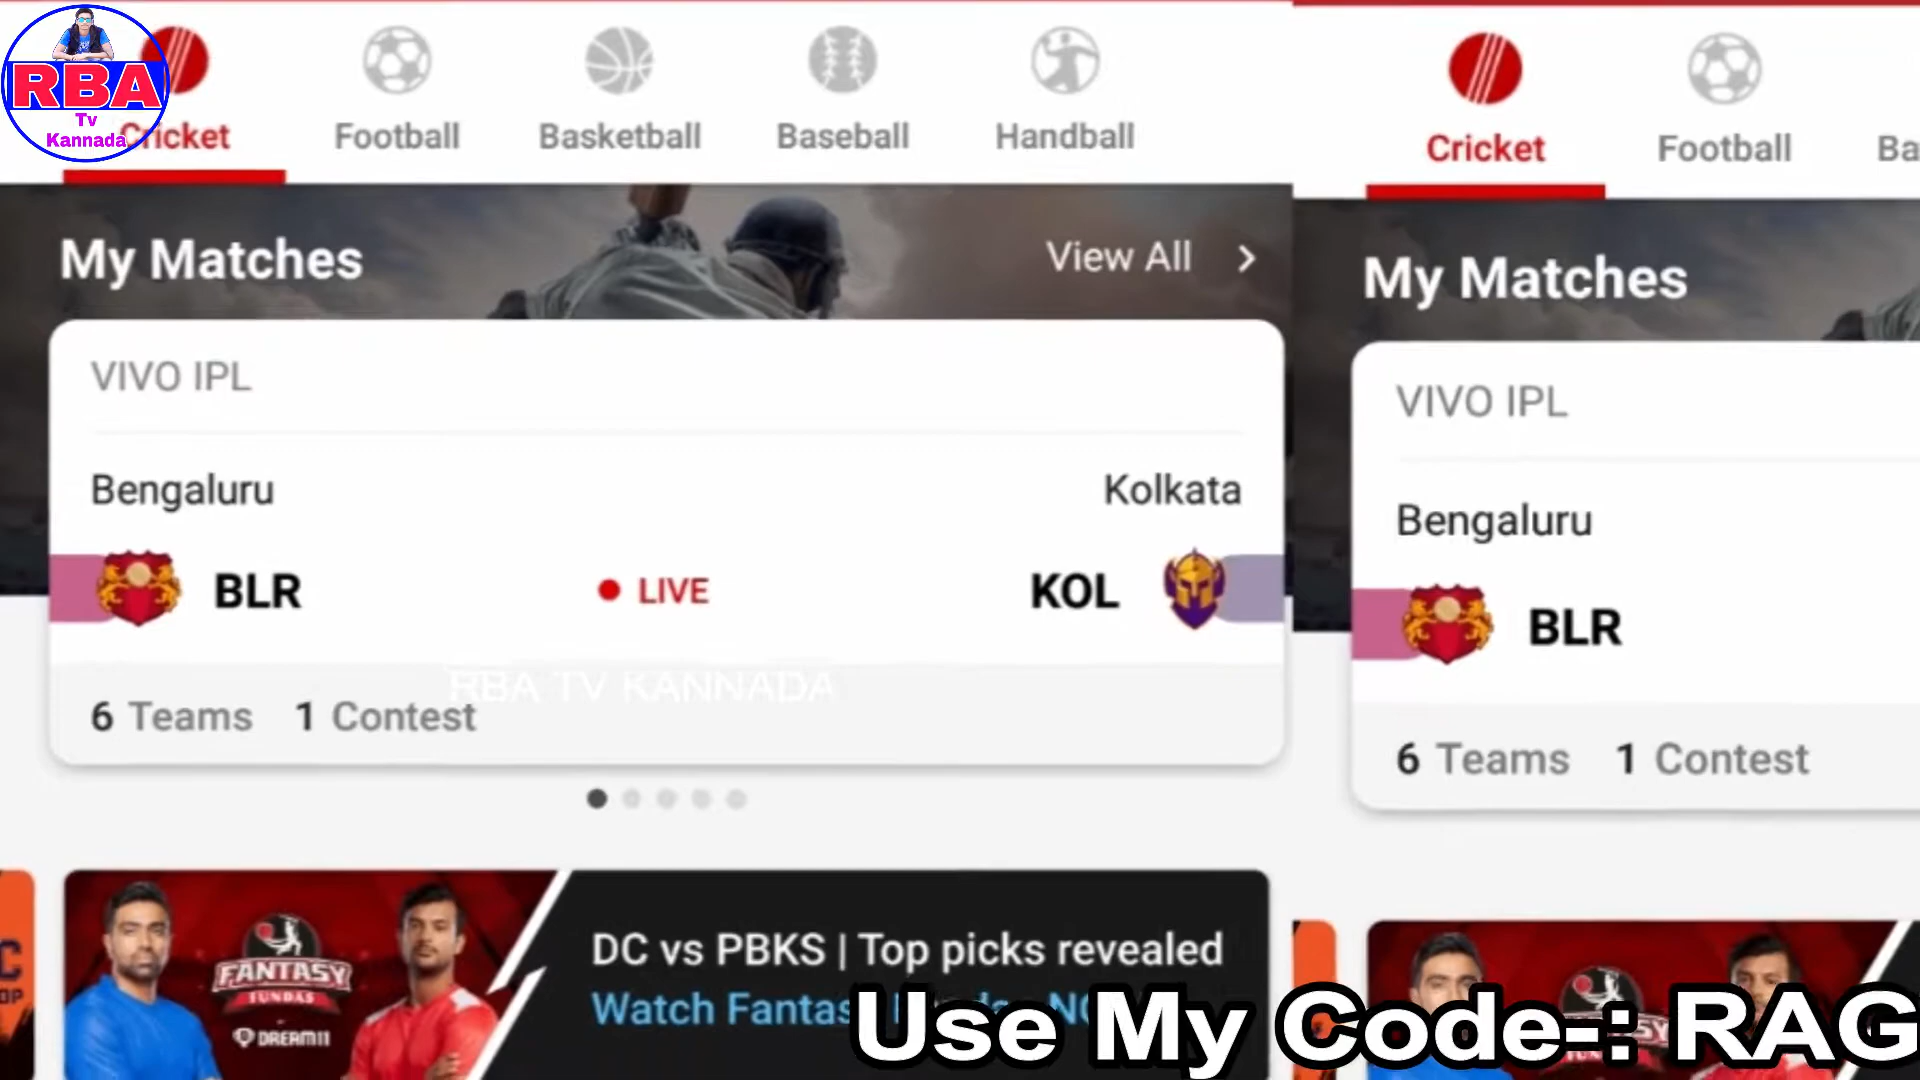 RBA
Tv
Kannada
Cricket
Football
Basketball
Baseball
Handball
My Matches
View All
VIVO IPL
Bengaluru
Kolkata
BLR
LIVE
KOL
6 Teams 1 Contest
RBA TV KANNADA
FANTASY
FUNDAS
DREAM11
DC vs PBKS | Top picks revealed
Watch
Cricket
Football
Ba
My Matches
VIVO IPL
Bengaluru
BLR
6 Teams 1 Contest
Use My Code-: RAG